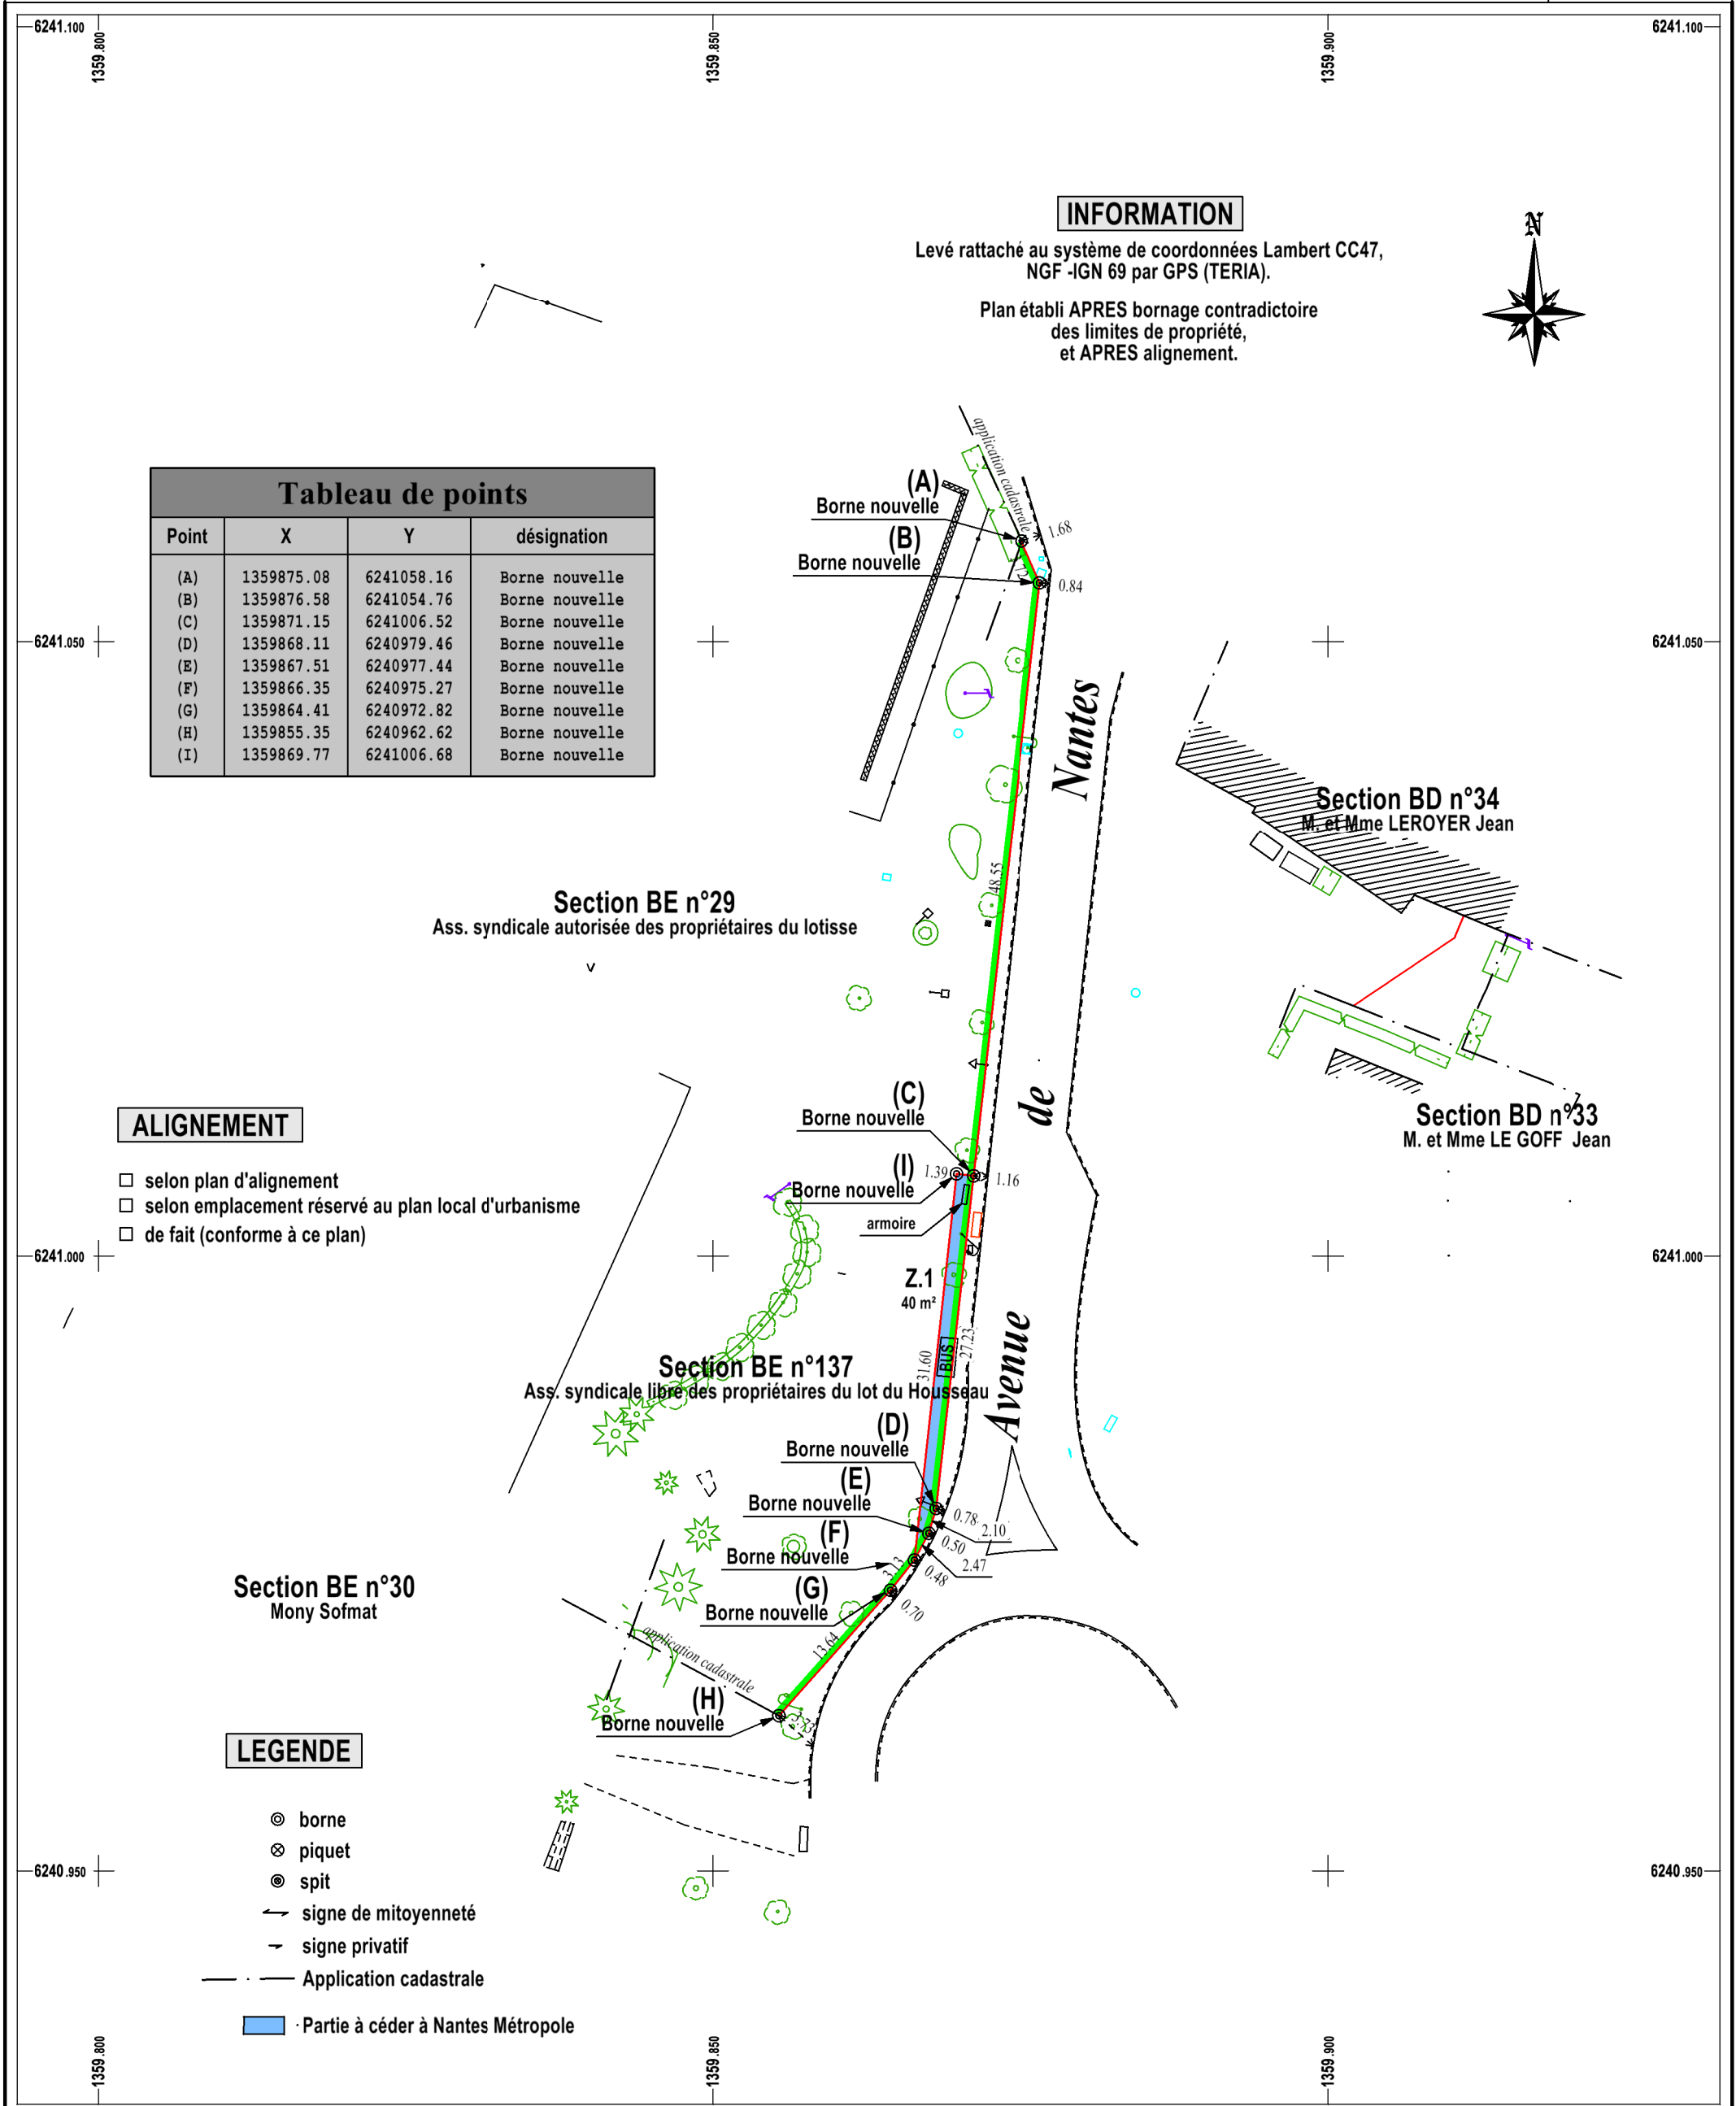 6241.100
1359.800
1359.850
1359.900
6241.100
INFORMATION
Levé rattaché au système de coordonnées Lambert CC47,
NGF -IGN 69 par GPS (TERIA).
Plan établi APRES bornage contradictoire
des limites de propriété,
et APRES alignement.
N
Tableau de points
Point X Y désignation
(A) 1359875.08 6241058.16 Borne nouvelle
(B) 1359876.58 6241054.76 Borne nouvelle
(C) 1359871.15 6241006.52 Borne nouvelle
(D) 1359868.11 6240979.46 Borne nouvelle
(E) 1359867.51 6240977.44 Borne nouvelle
(F) 1359866.35 6240975.27 Borne nouvelle
(G) 1359864.41 6240972.82 Borne nouvelle
(H) 1359855.35 6240962.62 Borne nouvelle
(I) 1359869.77 6241006.68 Borne nouvelle
application cadastrale
(A)
Borne nouvelle
1.68
(B)
Borne nouvelle
0.84
6241.050
6241.050
Nantes
Section BD n°34
M. et Mme LEROYER Jean
48.55
Section BE n°29
Ass. syndicale autorisée des propriétaires du lotisse
de
(C)
Borne nouvelle
Section BD n°33
M. et Mme LE GOFF Jean
ALIGNEMENT
selon plan d'alignement
selon emplacement réservé au plan local d'urbanisme
de fait (conforme à ce plan)
(I)
1.39
1.16
Borne nouvelle
armoire
6241.000
6241.000
Z.1
40 m²
31.60
BUS
27.23
Avenue
Section BE n°137
Ass. syndicale libre des propriétaires du lot du Housseau
(D)
Borne nouvelle
(E)
Borne nouvelle
0.78
2.10
(F)
0.50
Borne nouvelle
2.47
3.13
0.48
(G)
Borne nouvelle
0.70
Section BE n°30
Mony Sofmat
13.64
application cadastrale
(H)
Borne nouvelle
3.73
LEGENDE
borne
piquet
spit
signe de mitoyenneté
signe privatif
Application cadastrale
Partie à céder à Nantes Métropole
6240.950
6240.950
1359.800
1359.850
1359.900